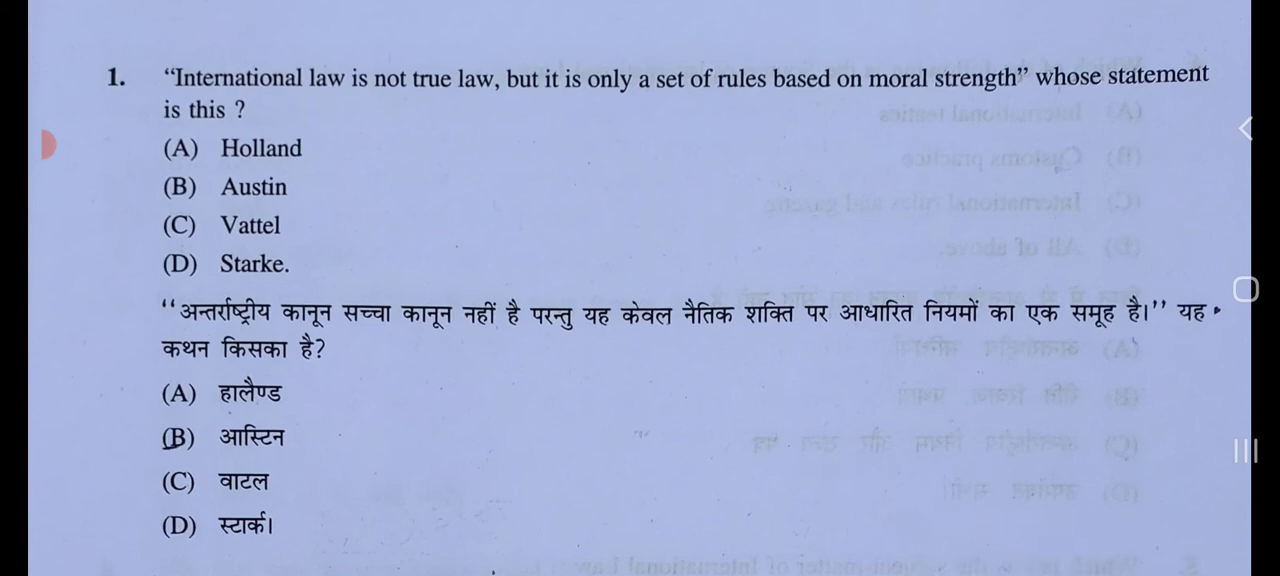 1. “International law is not true law, but it is only a set of rules based on moral strength” whose statement
is this ?
(A) Holland
(B) Austin
(C) Vattel
(D) Starke.
‘‘अन्तर्राष्ट्रीय कानून सच्चा कानून नहीं है परन्तु यह केवल नैतिक शक्ति पर आधारित नियमों का एक समूह है।’’ यह
कथन किसका है?
(A) हालैण्ड
(B) आस्टिन
(C) वाटल
(D) स्टार्क।